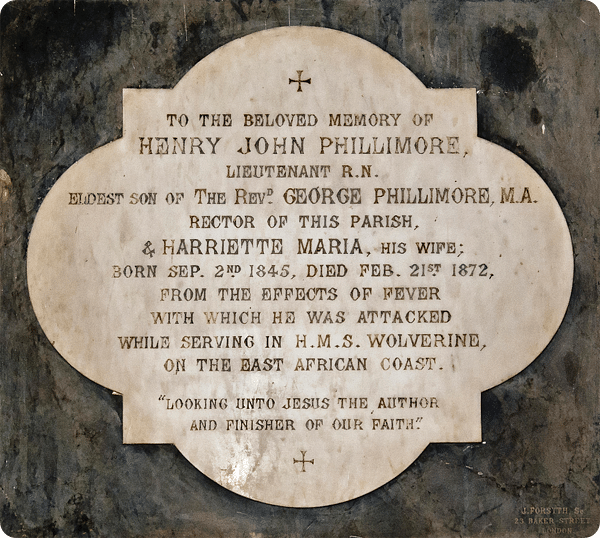 TO THE BELOVED MEMORY OF
HENRY JOHN PHILLIMORE,
LIEUTENANT R.N.
ELDEST SON OF THE REVD. GEORGE PHILLIMORE, M.A.
RECTOR OF THIS PARISH,
& HARRIETTE MARIA, HIS WIFE;
BORN SEP. 2ND 1845, DIED FEB. 21ST 1872,
FROM THE EFFECTS OF FEVER
WITH WHICH HE WAS ATTACKED
WHILE SERVING IN H.M.S. WOLVERINE,
ON THE EAST AFRICAN COAST.
"LOOKING UNTO JESUS THE AUTHOR
AND FINISHER OF OUR FAITH."
J. FORSYTH Sc
BAKER STREET
LONDON